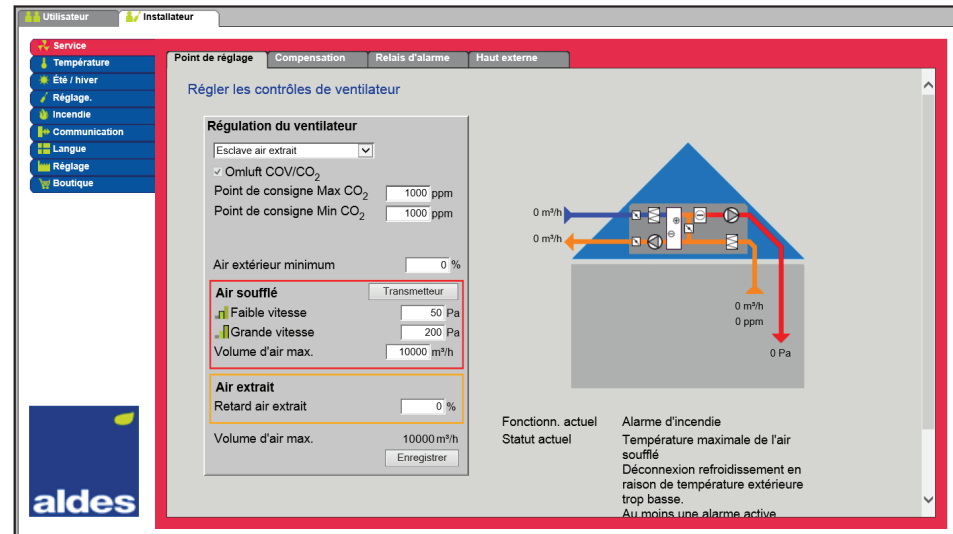 Utilisateur
Installateur
Service
Température
Été / hiver
Réglage.
Incendie
Communication
Langue
Réglage
Boutique
aldes
Point de réglage
Compensation
Relais d'alarme
Haut externe
Régler les contrôles de ventilateur
Régulation du ventilateur
Esclave air extrait
Omluft COV/CO2
Point de consigne Max CO2 1000 ppm
Point de consigne Min CO2 1000 ppm
Air extérieur minimum 0 %
Air soufflé Transmetteur
Faible vitesse 50 Pa
Grande vitesse 200 Pa
Volume d'air max. 10000 m³/h
Air extrait
Retard air extrait 0 %
Volume d'air max. 10000 m³/h
Enregistrer
0 m³/h
0 m³/h
0 m³/h
0 ppm
0 Pa
Fonctionn. actuel Alarme d'incendie
Statut actuel Température maximale de l'air
soufflé
Déconnexion refroidissement en
raison de température extérieure
trop basse.
Au moins une alarme active